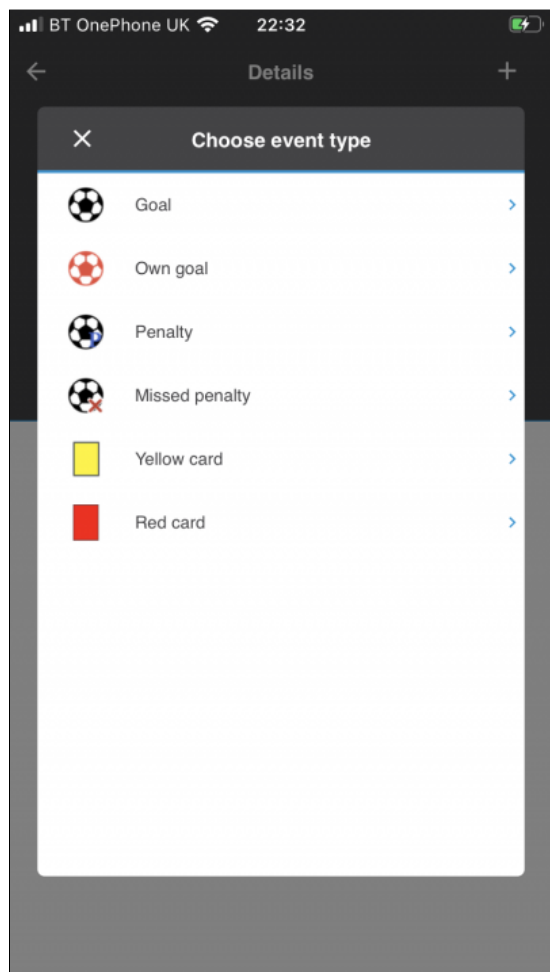 BT OnePhone UK 22:32
Details
Choose event type
Goal
Own goal
Penalty
Missed penalty
Yellow card
Red card